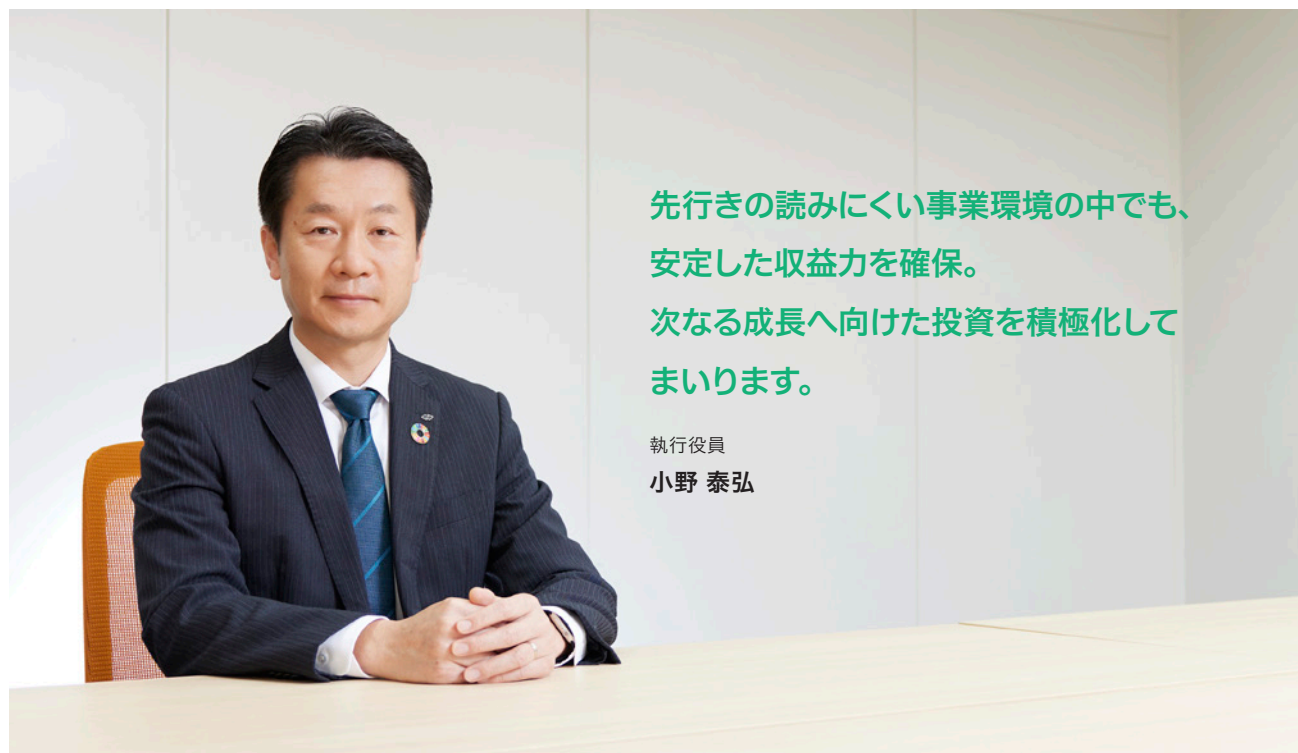 先行きの読みにくい事業環境の中でも、
安定した収益力を確保。
次なる成長へ向けた投資を積極化して
まいります。
執行役員
小野 泰弘